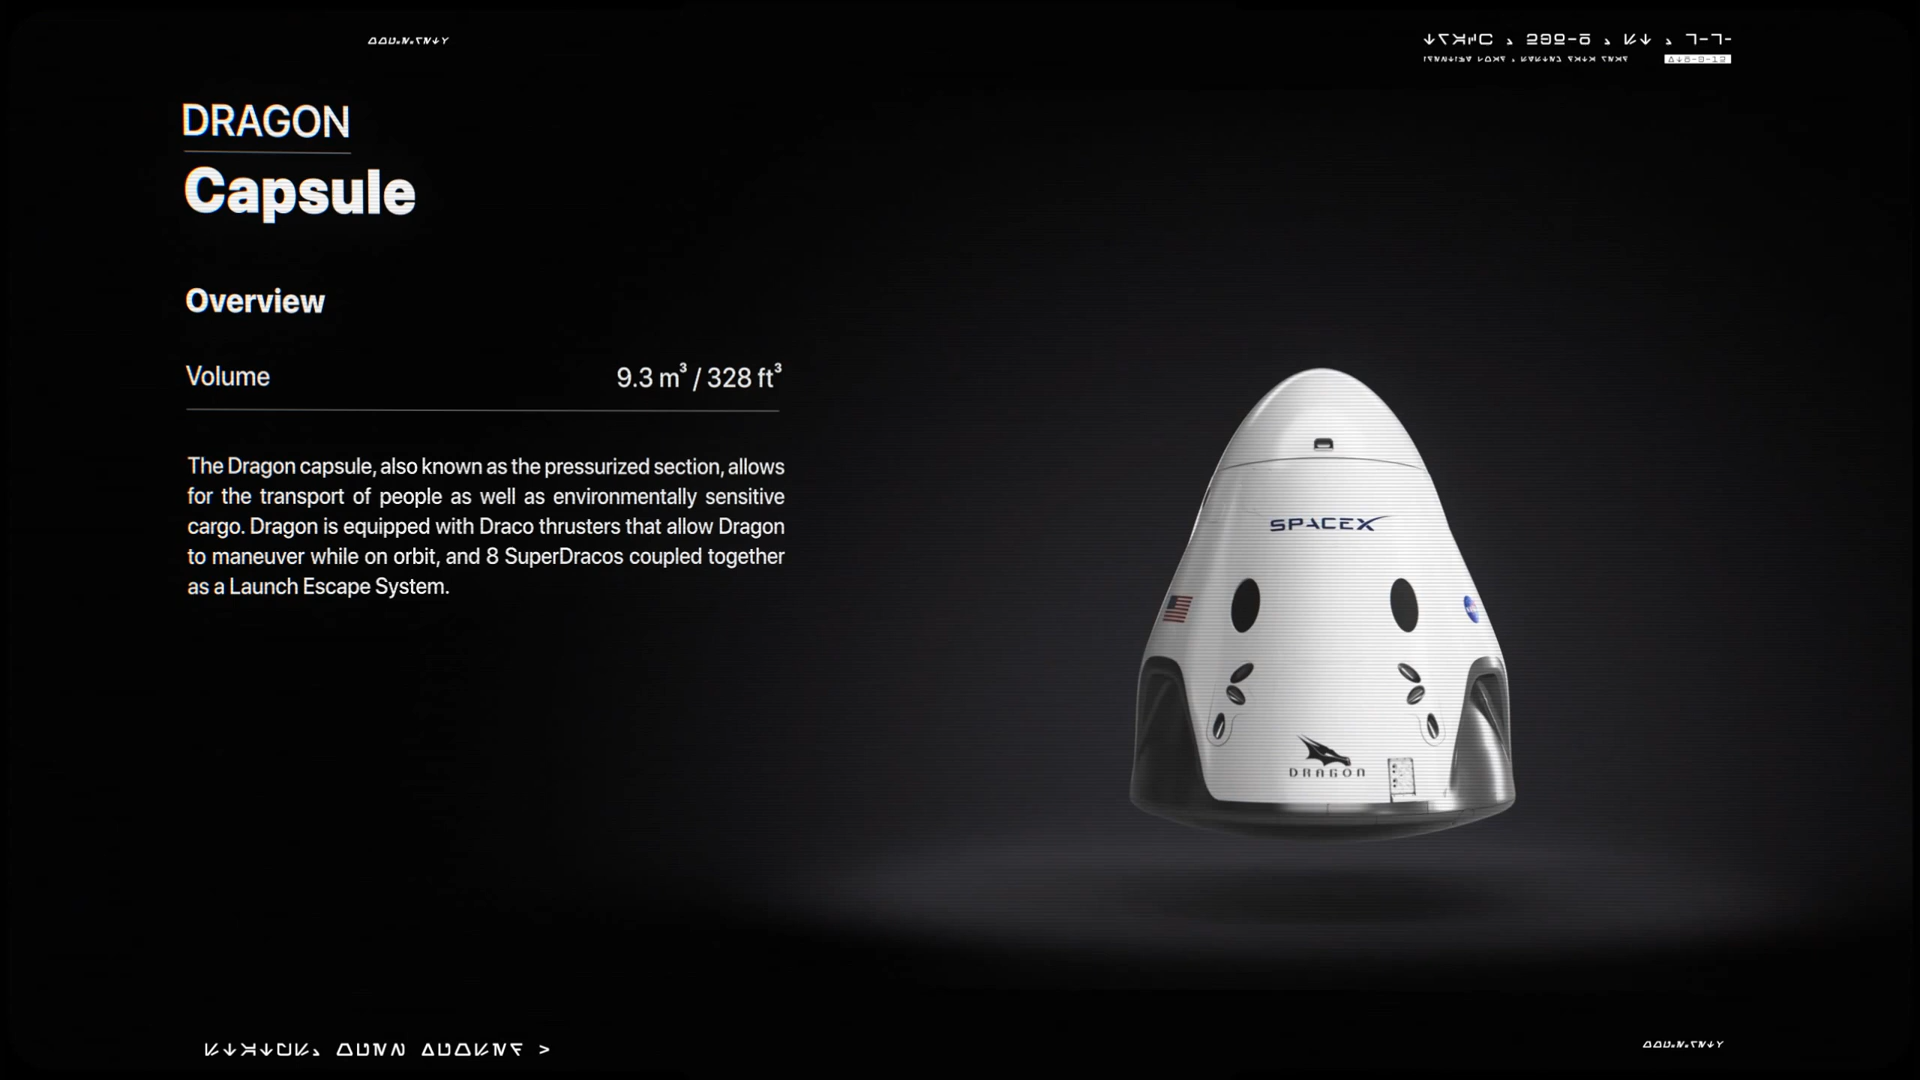 DRAGON
Capsule
Overview
Volume 9.3 m³ / 328 ft³
The Dragon capsule, also known as the pressurized section, allows
for the transport of people as well as environmentally sensitive
cargo. Dragon is equipped with Draco thrusters that allow Dragon
to maneuver while on orbit, and 8 SuperDracos coupled together
as a Launch Escape System.
SPACEX
DRAGON